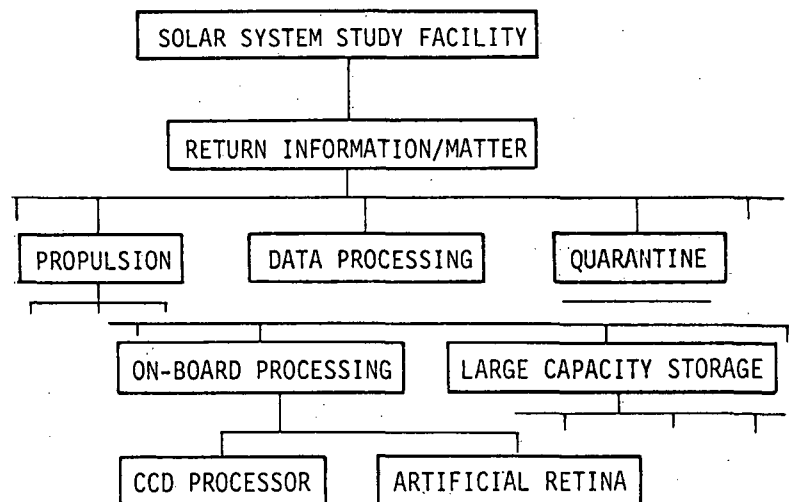 SOLAR SYSTEM STUDY FACILITY
RETURN INFORMATION/MATTER
PROPULSION
DATA PROCESSING
QUARANTINE
ON-BOARD PROCESSING
LARGE CAPACITY STORAGE
CCD PROCESSOR
ARTIFICIAL RETINA